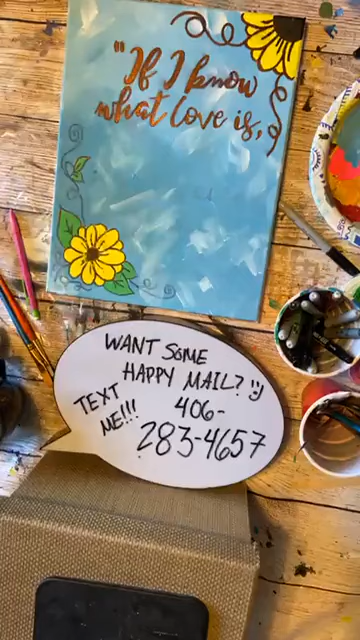 "If I know
what love is,
WANT SOME
HAPPY MAIL? :)
TEXT
ME!!!
406-
283-4657